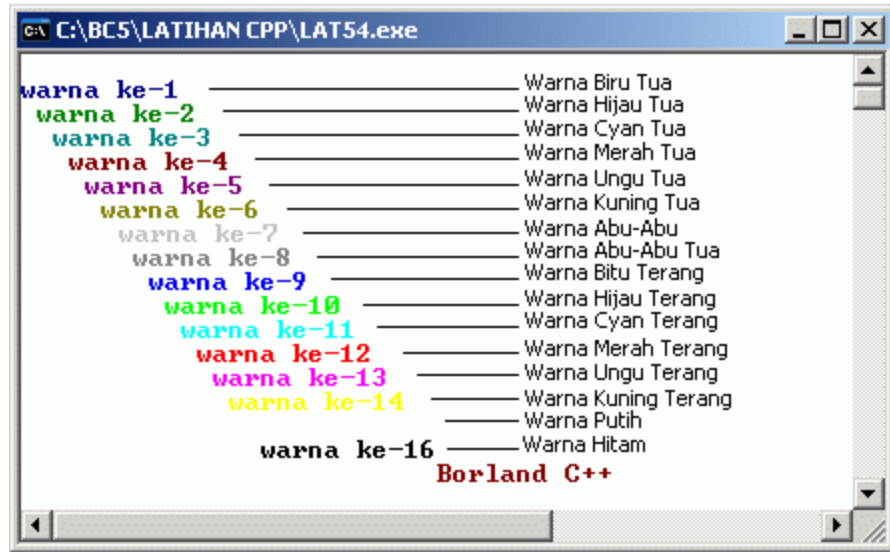 C:\BC5\LATIHAN CPP\LAT54.exe
warna ke-1 Warna Biru Tua
warna ke-2 Warna Hijau Tua
warna ke-3 Warna Cyan Tua
warna ke-4 Warna Merah Tua
warna ke-5 Warna Ungu Tua
warna ke-6 Warna Kuning Tua
warna ke-7 Warna Abu-Abu
warna ke-8 Warna Abu-Abu Tua
warna ke-9 Warna Bitu Terang
warna ke-10 Warna Hijau Terang
warna ke-11 Warna Cyan Terang
warna ke-12 Warna Merah Terang
warna ke-13 Warna Ungu Terang
warna ke-14 Warna Kuning Terang
Warna Putih
warna ke-16 Warna Hitam
Borland C++